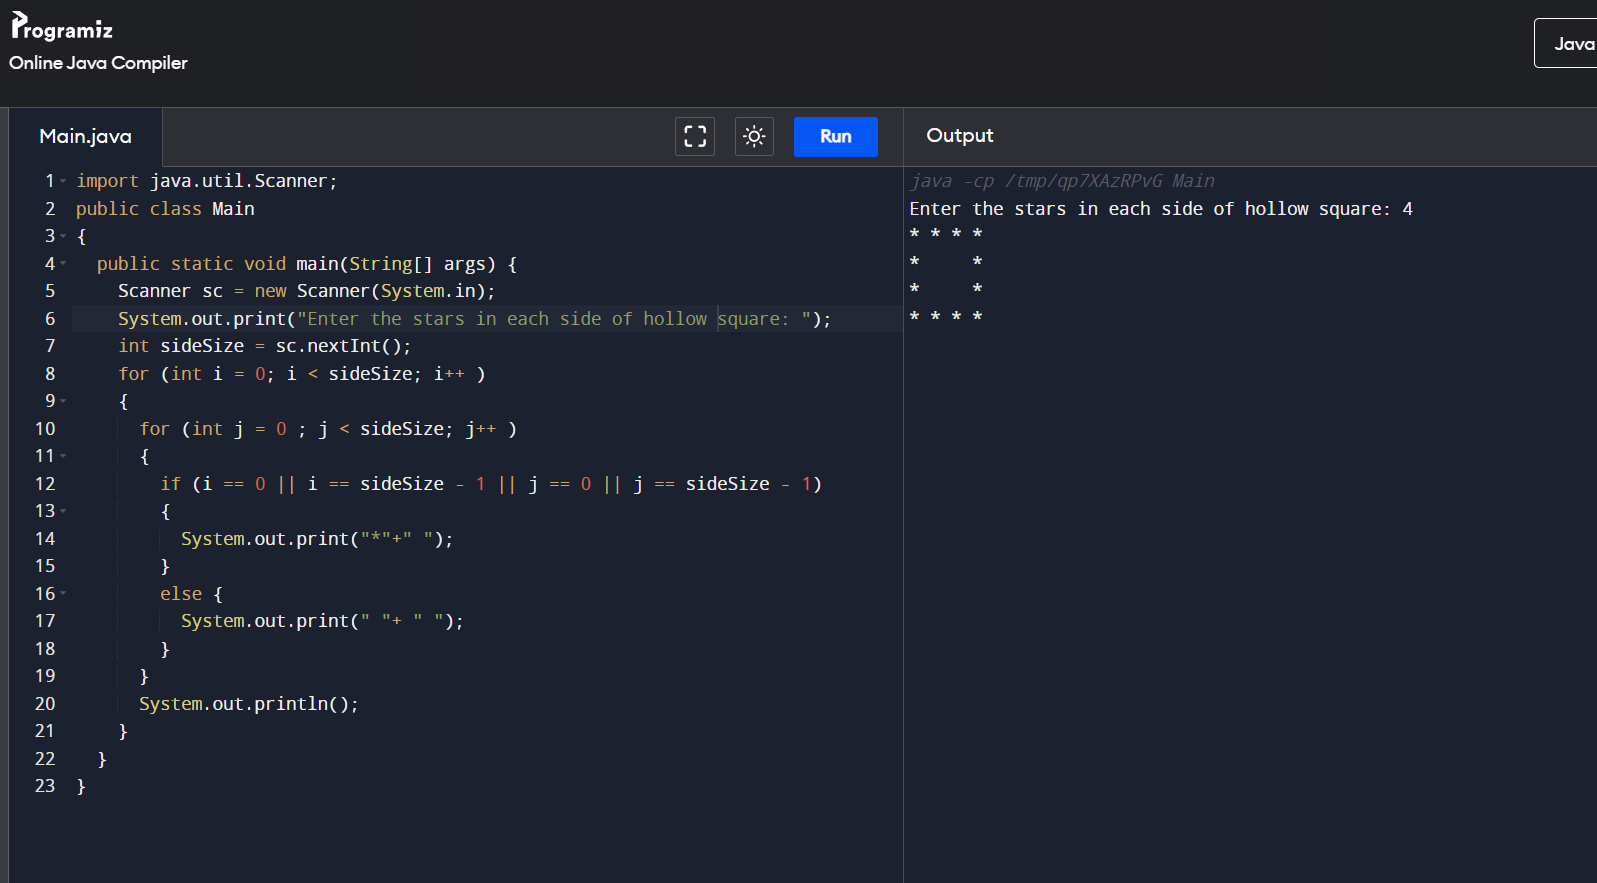 Programiz
Online Java Compiler
Java
Main.java
Run
Output
1 import java.util.Scanner;
2 public class Main
3 {
4   public static void main(String[] args) {
5     Scanner sc = new Scanner(System.in);
6     System.out.print("Enter the stars in each side of hollow square: ");
7     int sideSize = sc.nextInt();
8     for (int i = 0; i < sideSize; i++ )
9     {
10       for (int j = 0 ; j < sideSize; j++ )
11       {
12         if (i == 0 || i == sideSize - 1 || j == 0 || j == sideSize - 1)
13         {
14           System.out.print("*"+" ");
15         }
16         else {
17           System.out.print(" "+ " ");
18         }
19       }
20       System.out.println();
21     }
22   }
23 }
java -cp /tmp/qp7XAzRPvG Main
Enter the stars in each side of hollow square: 4
* * * *
*     *
*     *
* * * *